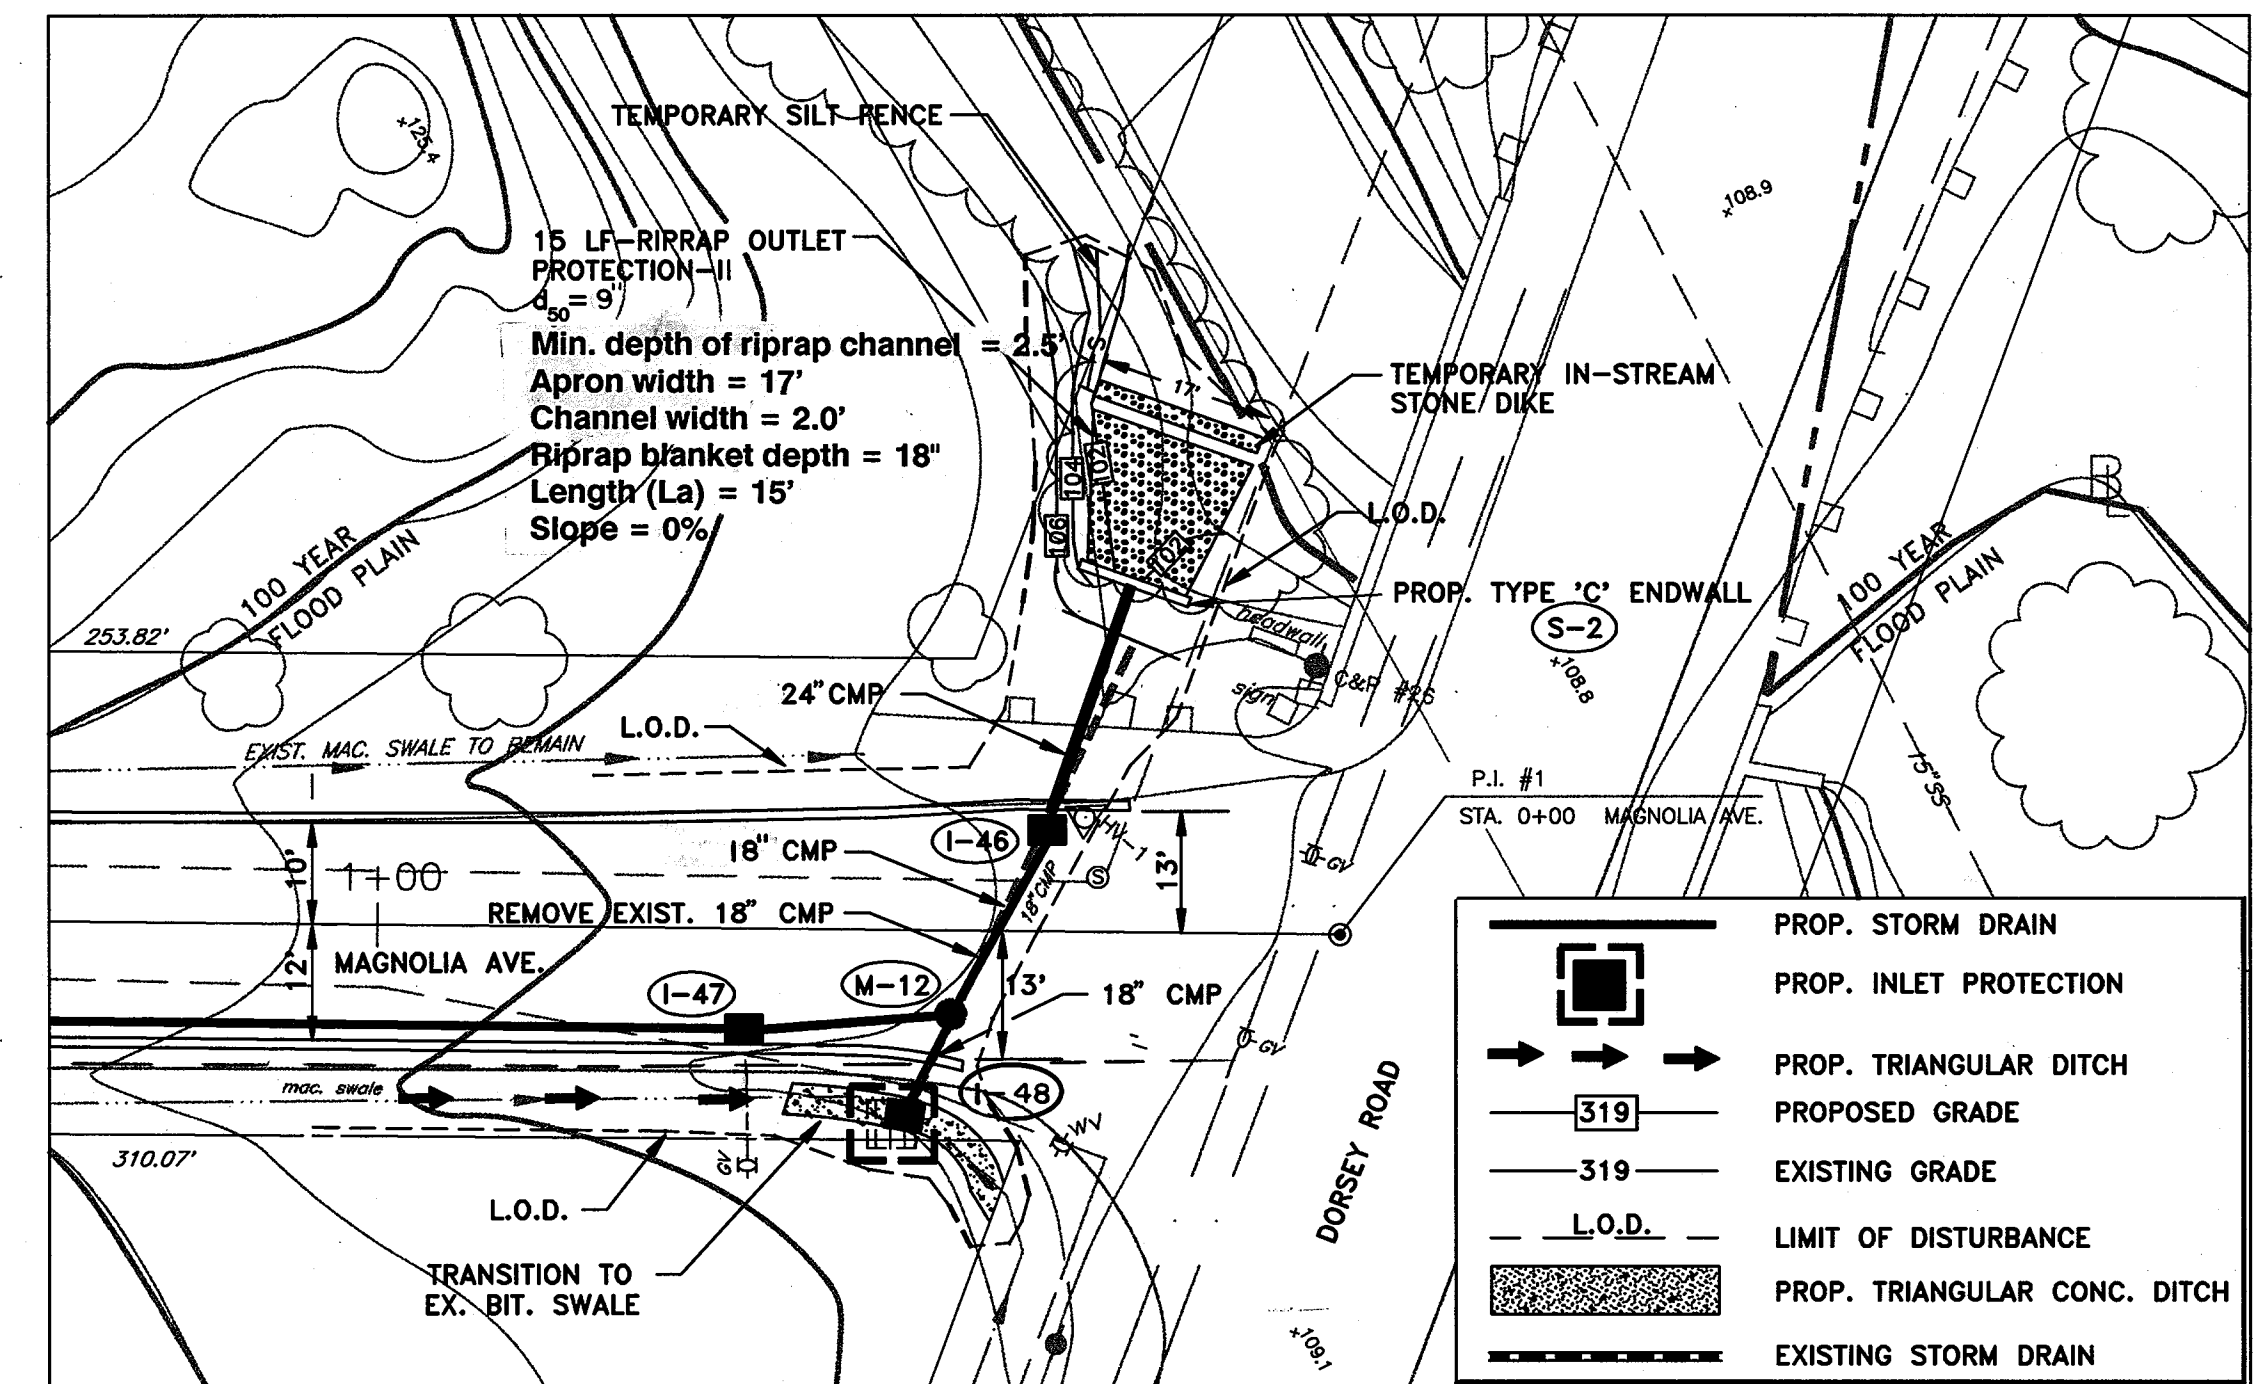 TEMPORARY SILT FENCE
+125.4
+108.9
15 LF-RIPRAP OUTLET
PROTECTION-II
d50 = 9"
Min. depth of riprap channel = 2.5'
Apron width = 17'
Channel width = 2.0'
Riprap blanket depth = 18"
Length (La) = 15'
Slope = 0%
17'
TEMPORARY IN-STREAM
STONE DIKE
104
102
106
102
L.O.D.
PROP. TYPE 'C' ENDWALL
S-2
+108.8
headwall
sign
C&P #26
100 YEAR
FLOOD PLAIN
100 YEAR
FLOOD PLAIN
253.82'
24" CMP
L.O.D.
EXIST. MAC. SWALE TO REMAIN
15"SS
P.I. #1
STA. 0+00 MAGNOLIA AVE.
I-46
HV-1
18" CMP
S
18" CMP
13'
GV
10'
1+00
REMOVE EXIST. 18" CMP
12'
MAGNOLIA AVE.
I-47
M-12
13'
18" CMP
GV
mac. swale
I-48
WV
310.07'
GV
L.O.D.
DORSEY ROAD
TRANSITION TO
EX. BIT. SWALE
+109.1
PROP. STORM DRAIN
PROP. INLET PROTECTION
PROP. TRIANGULAR DITCH
319
PROPOSED GRADE
319
EXISTING GRADE
L.O.D.
LIMIT OF DISTURBANCE
PROP. TRIANGULAR CONC. DITCH
EXISTING STORM DRAIN